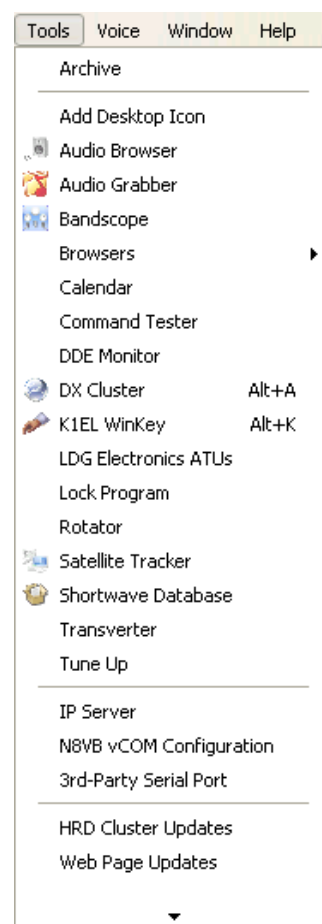 Tools Voice Window Help
Archive
Add Desktop Icon
Audio Browser
Audio Grabber
Bandscope
Browsers
Calendar
Command Tester
DDE Monitor
DX Cluster Alt+A
K1EL WinKey Alt+K
LDG Electronics ATUs
Lock Program
Rotator
Satellite Tracker
Shortwave Database
Transverter
Tune Up
IP Server
N8VB vCOM Configuration
3rd-Party Serial Port
HRD Cluster Updates
Web Page Updates